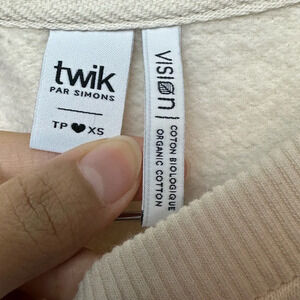 twik
PAR SIMONS
TP ♥ XS
VISION
COTON BIOLOGIQUE
ORGANIC COTTON